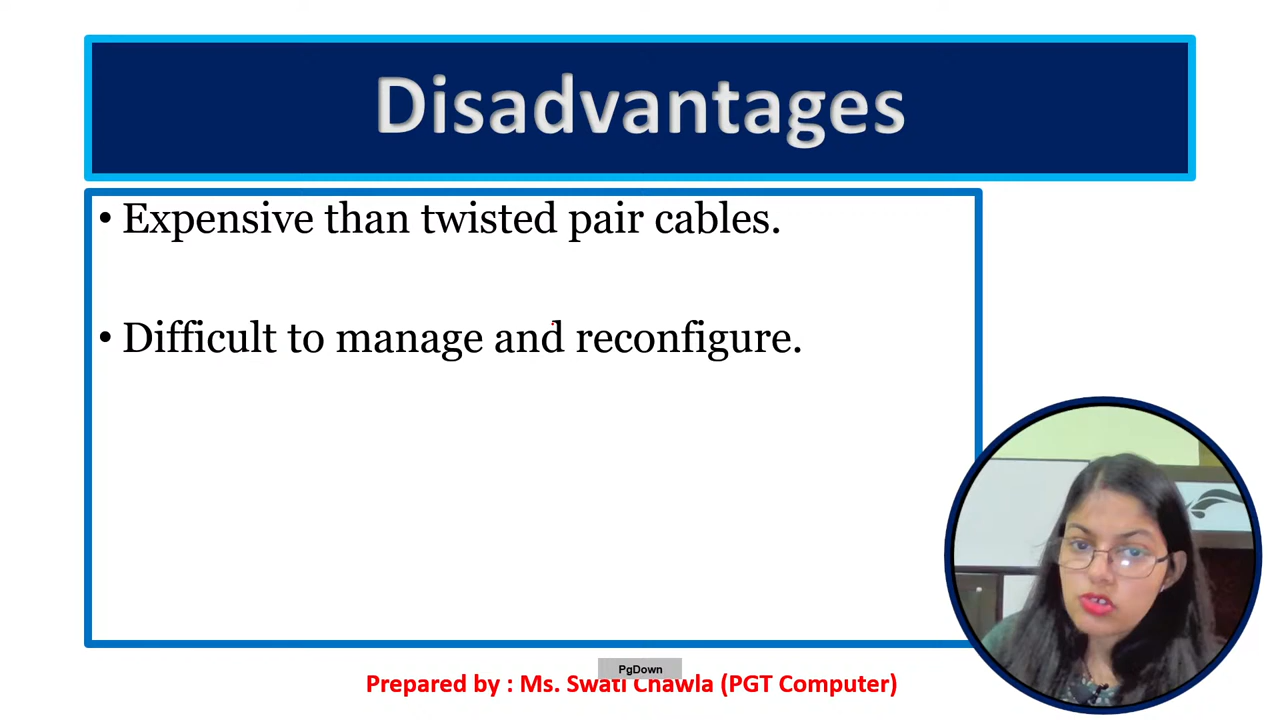 Disadvantages
• Expensive than twisted pair cables.
• Difficult to manage and reconfigure.
PgDown
Prepared by : Ms. Swati Chawla (PGT Computer)